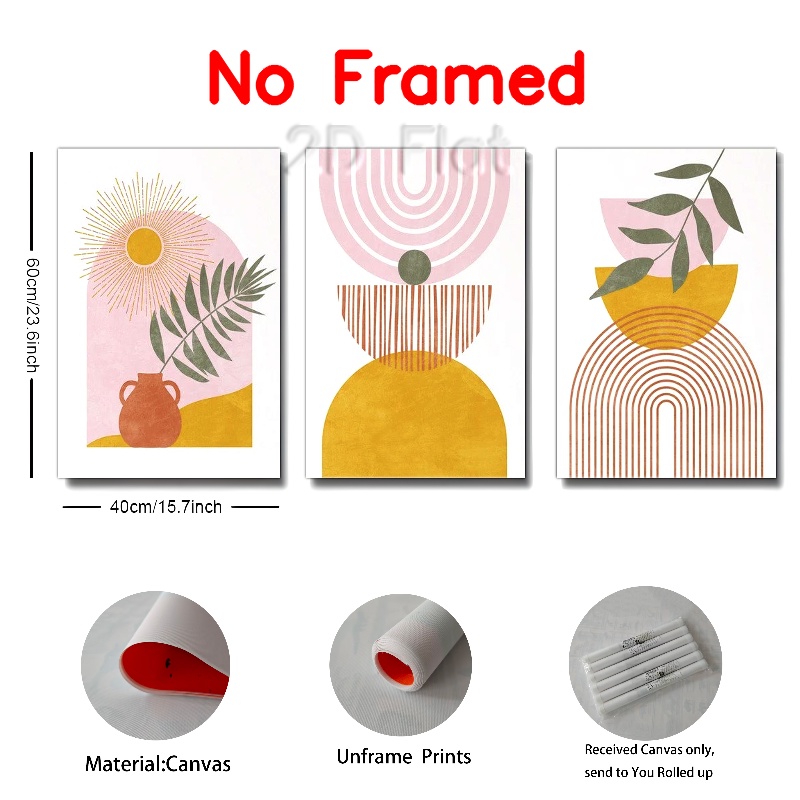 No Framed
2D Flat
60cm/23.6inch
40cm/15.7inch
Material:Canvas
Unframe Prints
Received Canvas only,
send to You Rolled up